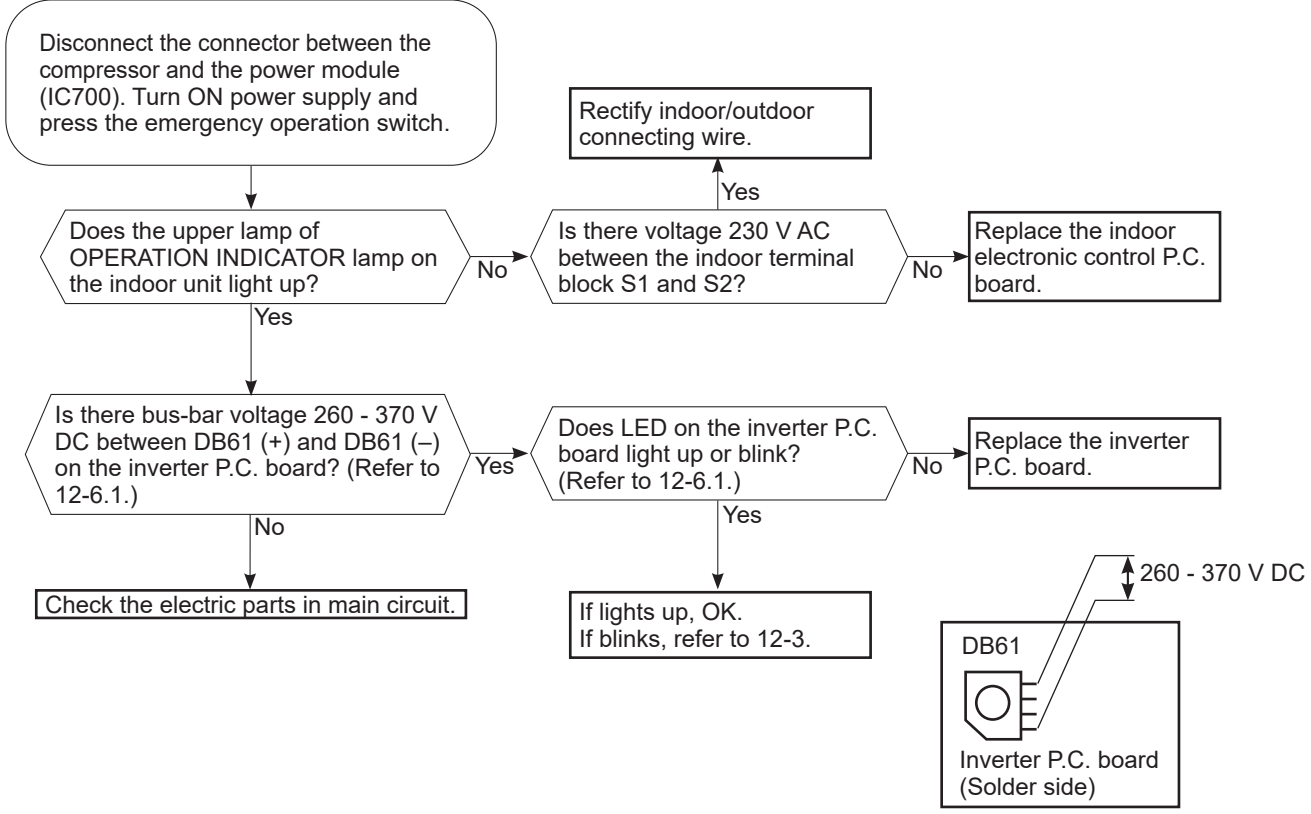 Disconnect the connector between the
compressor and the power module
(IC700). Turn ON power supply and
press the emergency operation switch.
Rectify indoor/outdoor
connecting wire.
Yes
Does the upper lamp of
OPERATION INDICATOR lamp on
the indoor unit light up?
No
Is there voltage 230 V AC
between the indoor terminal
block S1 and S2?
No
Replace the indoor
electronic control P.C.
board.
Yes
Is there bus-bar voltage 260 - 370 V
DC between DB61 (+) and DB61 (–)
on the inverter P.C. board? (Refer to
12-6.1.)
Yes
Does LED on the inverter P.C.
board light up or blink?
(Refer to 12-6.1.)
No
Replace the inverter
P.C. board.
No
Yes
Check the electric parts in main circuit.
If lights up, OK.
If blinks, refer to 12-3.
260 - 370 V DC
DB61
Inverter P.C. board
(Solder side)